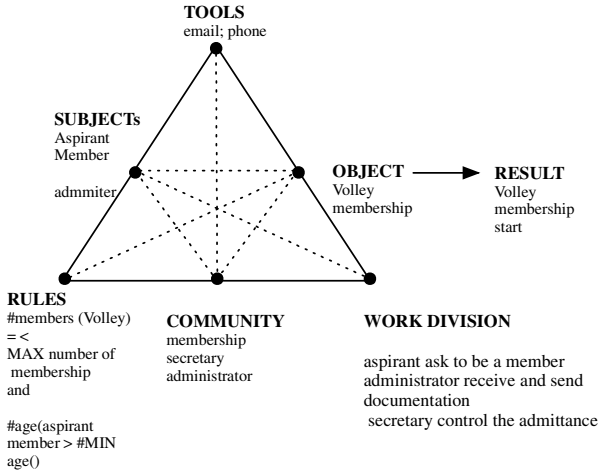 TOOLS
email; phone
SUBJECTs
Aspirant
Member
admmiter
OBJECT
Volley
membership
RESULT
Volley
membership
start
RULES
#members (Volley)
= <
MAX number of
membership
and
#age(aspirant
member > #MIN
age()
COMMUNITY
membership
secretary
administrator
WORK DIVISION
aspirant ask to be a member
administrator receive and send
documentation
secretary control the admittance